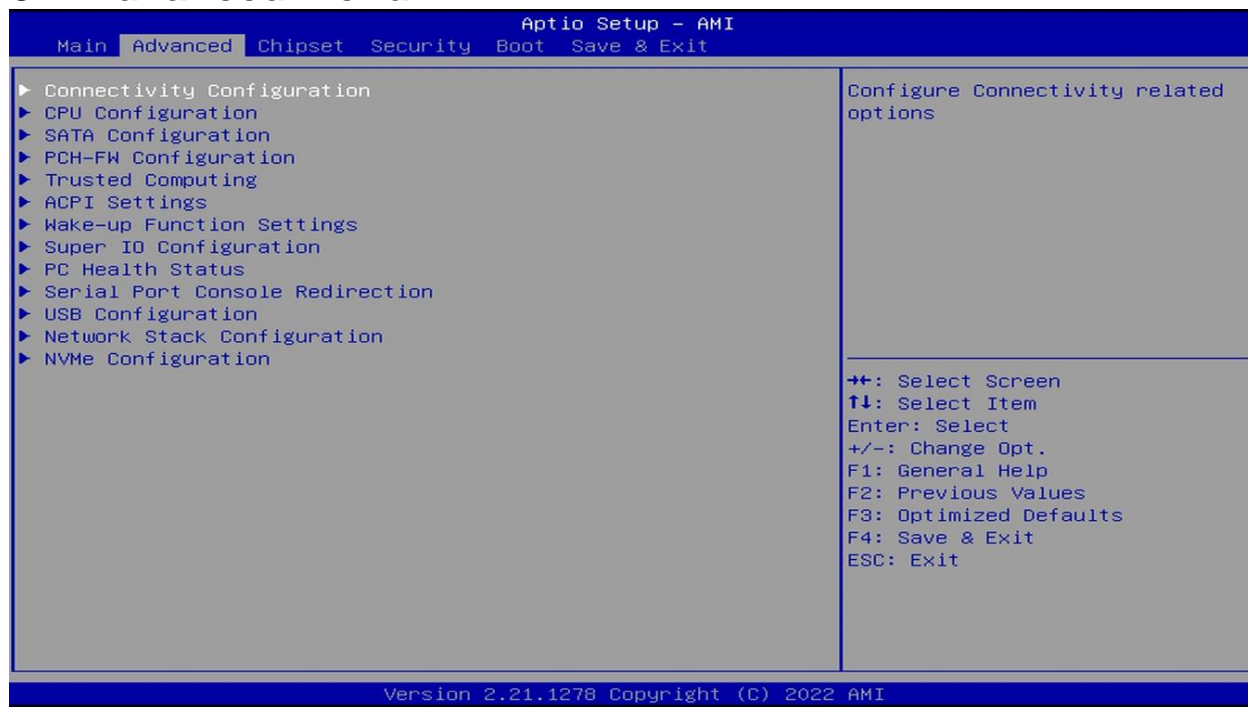 Aptio Setup – AMI
Main Advanced Chipset Security Boot Save & Exit
▶ Connectivity Configuration
▶ CPU Configuration
▶ SATA Configuration
▶ PCH-FW Configuration
▶ Trusted Computing
▶ ACPI Settings
▶ Wake-up Function Settings
▶ Super IO Configuration
▶ PC Health Status
▶ Serial Port Console Redirection
▶ USB Configuration
▶ Network Stack Configuration
▶ NVMe Configuration
Configure Connectivity related
options
→←: Select Screen
↑↓: Select Item
Enter: Select
+/-: Change Opt.
F1: General Help
F2: Previous Values
F3: Optimized Defaults
F4: Save & Exit
ESC: Exit
Version 2.21.1278 Copyright (C) 2022 AMI